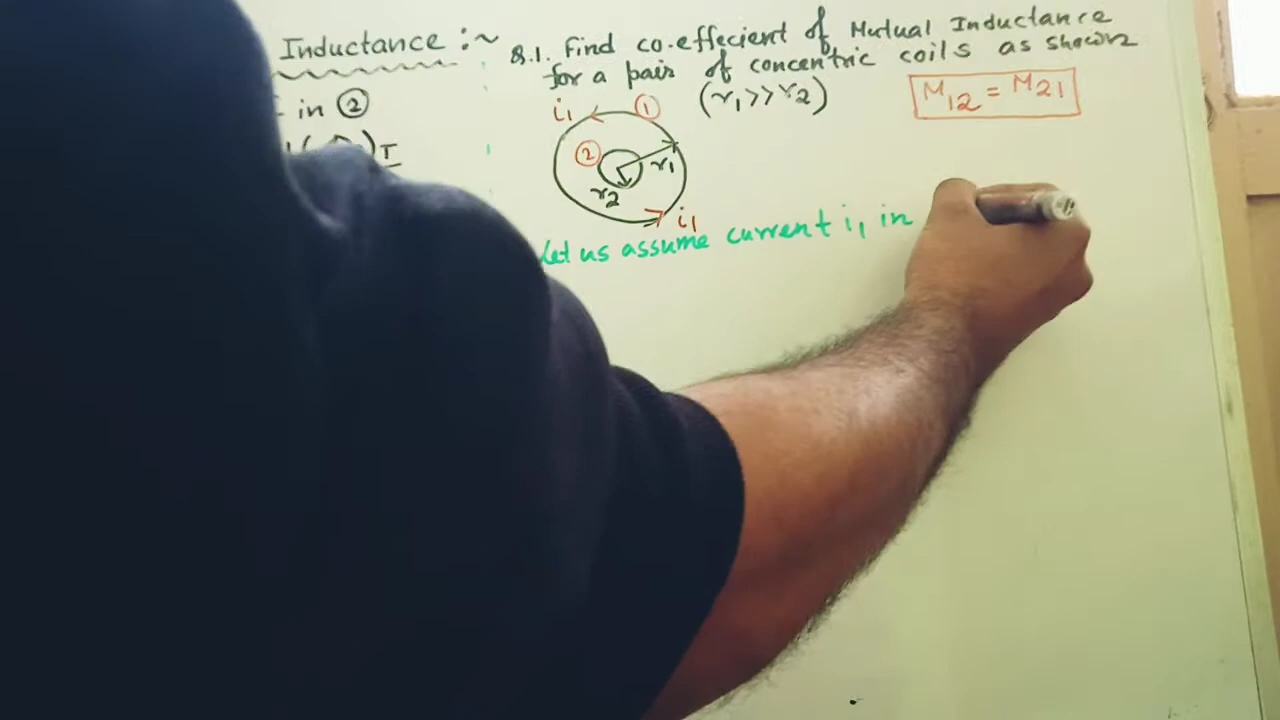 Inductance :~
in ②
I
Q.1. Find co-effecient of Mutual Inductance
for a pair of concentric coils as shown
(r1 >> r2)
M12 = M21
i1
①
②
r1
r2
i1
Let us assume current i1 in